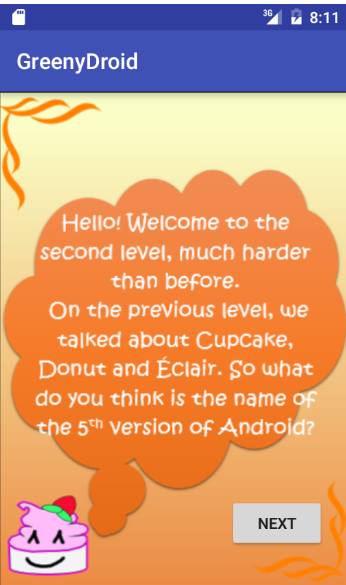 3G 8:11
GreenyDroid
Hello! Welcome to the
second level, much harder
than before.
On the previous level, we
talked about Cupcake,
Donut and Éclair. So what
do you think is the name of
the 5th version of Android?
NEXT